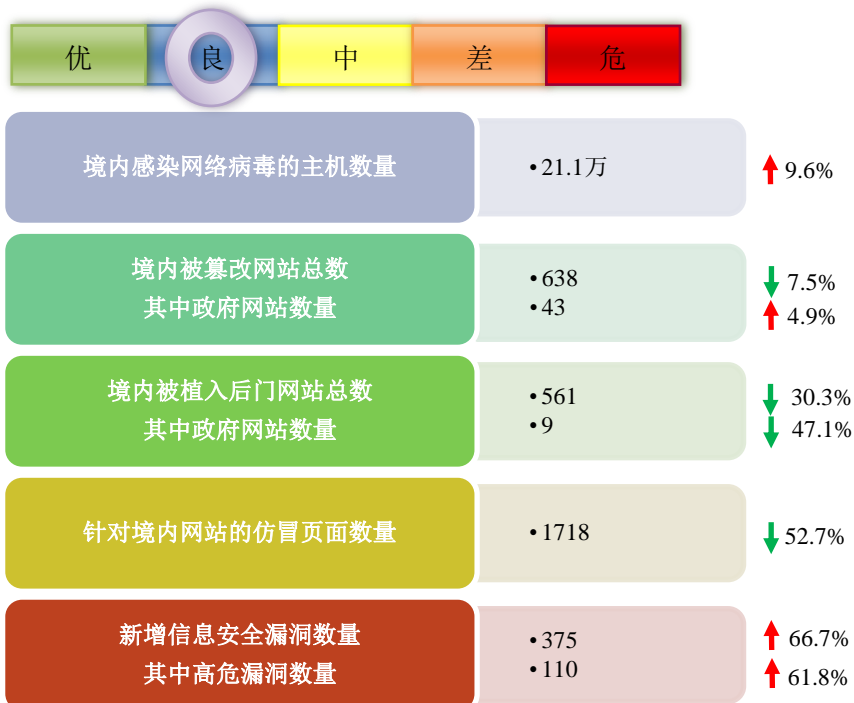 优 良 中 差 危
境内感染网络病毒的主机数量 •21.1万 9.6%
境内被篡改网站总数 •638 7.5%
其中政府网站数量 •43 4.9%
境内被植入后门网站总数 •561 30.3%
其中政府网站数量 •9 47.1%
针对境内网站的仿冒页面数量 •1718 52.7%
新增信息安全漏洞数量 •375 66.7%
其中高危漏洞数量 •110 61.8%